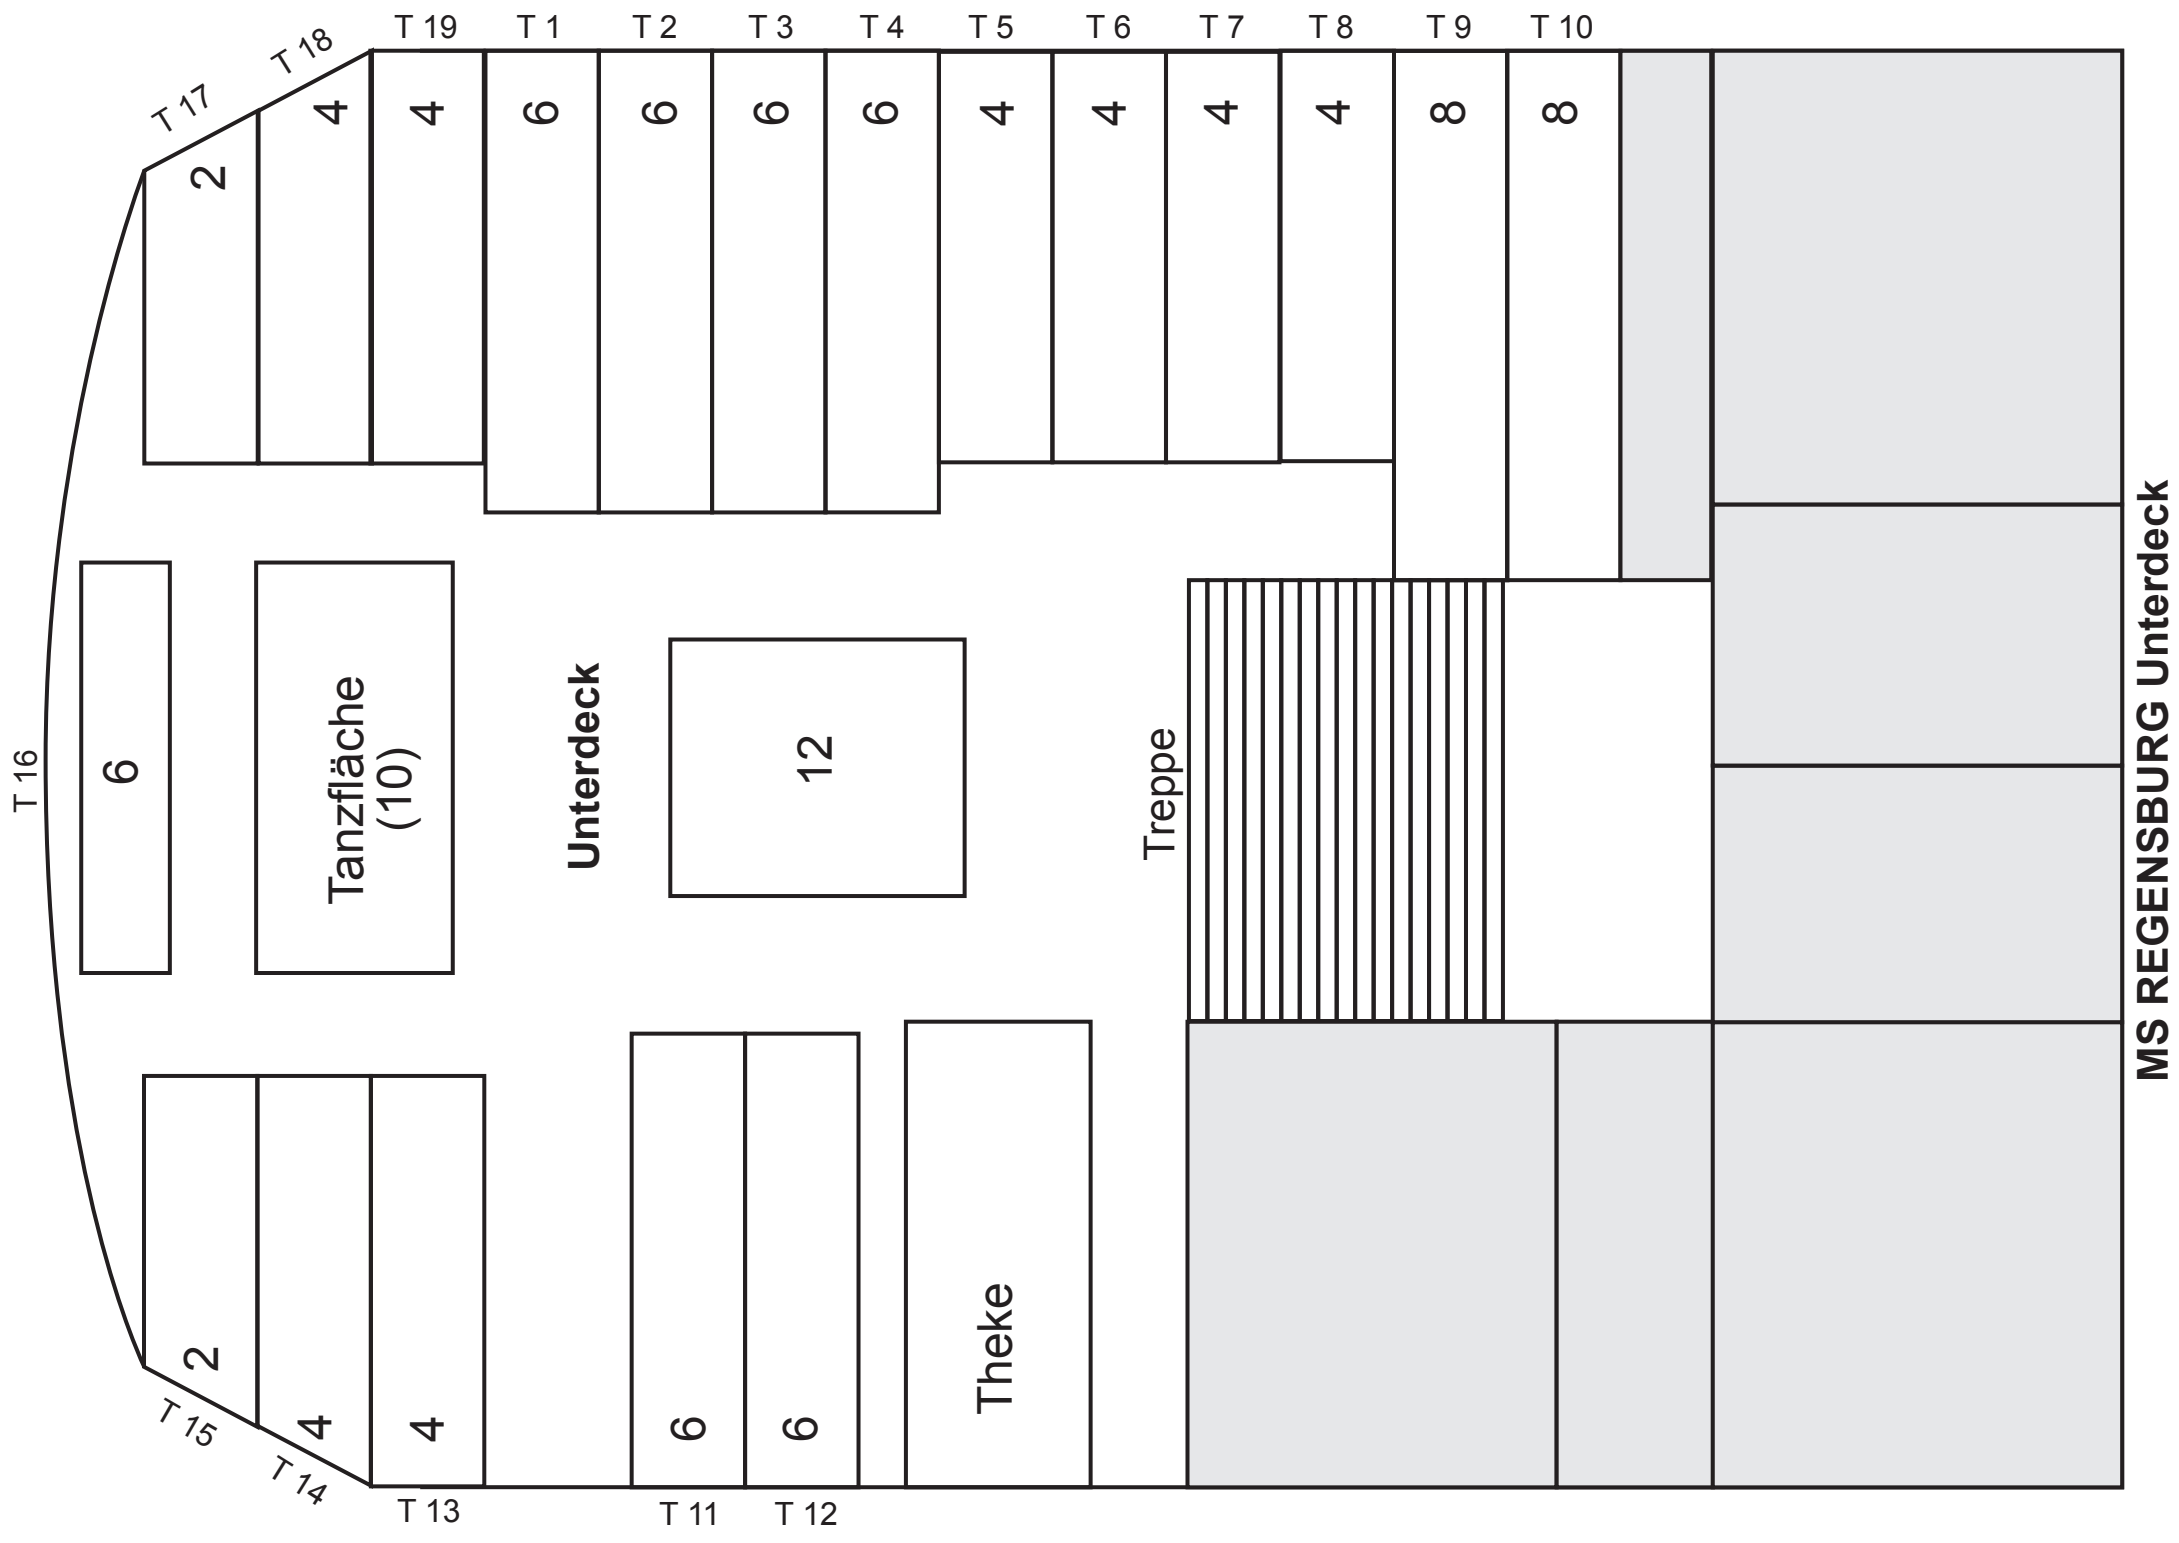 T 17
T 18
T 19
T 1
T 2
T 3
T 4
T 5
T 6
T 7
T 8
T 9
T 10
2
4
4
6
6
6
6
4
4
4
4
8
8
T 16
6
Tanzfläche
(10)
Unterdeck
12
Treppe
MS REGENSBURG Unterdeck
2
4
4
6
6
Theke
T 15
T 14
T 13
T 11
T 12